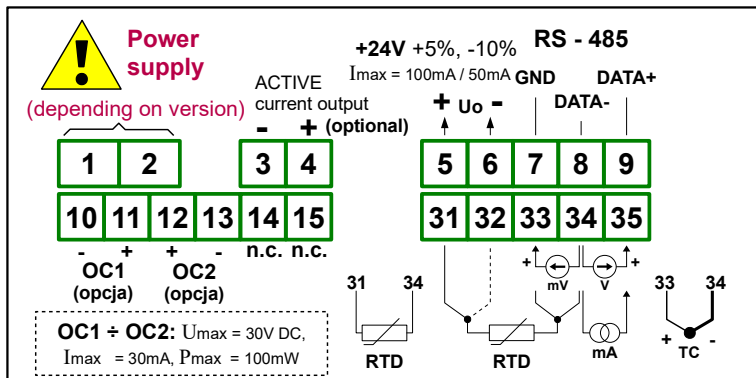 Power
supply
(depending on version)
ACTIVE
current output
- + (optional)
+24V +5%, -10%
Imax = 100mA / 50mA
+ Uo -
RS - 485
GND
DATA-
DATA+
1 2 3 4 5 6 7 8 9
10 11 12 13 14 15 31 32 33 34 35
- + + - n.c. n.c.
OC1
(opcja)
OC2
(opcja)
OC1 ÷ OC2: Umax = 30V DC,
Imax = 30mA, Pmax = 100mW
31 34
RTD
RTD
+ mV
V +
mA
33 34
+ TC -